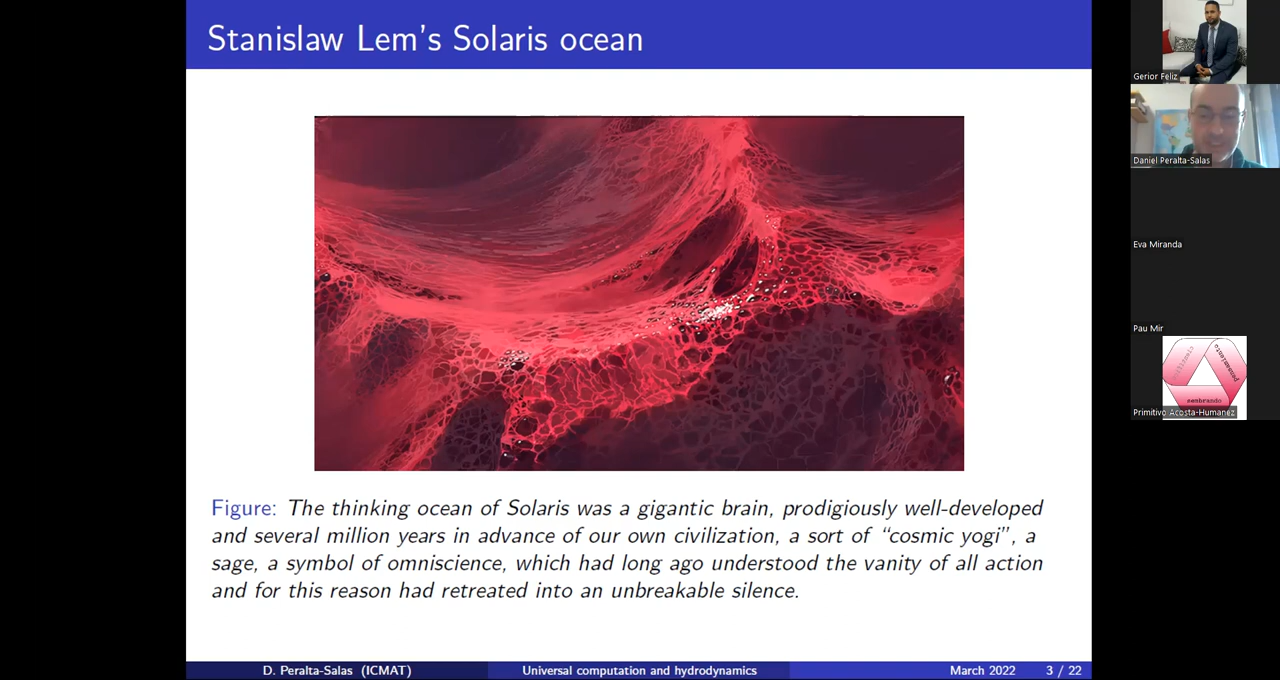 Stanislaw Lem's Solaris ocean
Figure: The thinking ocean of Solaris was a gigantic brain, prodigiously well-developed
and several million years in advance of our own civilization, a sort of “cosmic yogi”, a
sage, a symbol of omniscience, which had long ago understood the vanity of all action
and for this reason had retreated into an unbreakable silence.
D. Peralta-Salas (ICMAT) Universal computation and hydrodynamics March 2022 3 / 22
Gerior Feliz
Daniel Peralta-Salas
Eva Miranda
Pau Mir
pensamiento
sembrando
Primitivo Acosta-Humanez